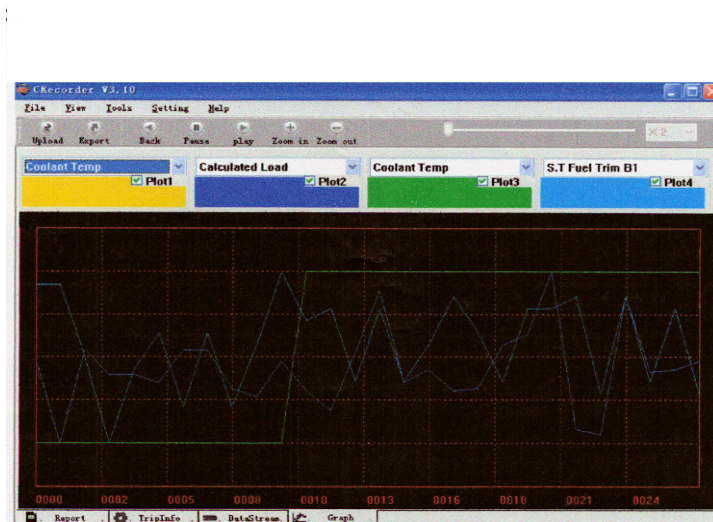 CRecorder V3.10
File View Tools Setting Help
Upload Export Back Pause play Zoom in Zoom out × 2
Coolant Temp Calculated Load Coolant Temp S.T Fuel Trim B1
Plot1 Plot2 Plot3 Plot4
0000 0002 0005 0008 0010 0013 0016 0018 0021 0024
Report TripInfo DataStream Graph